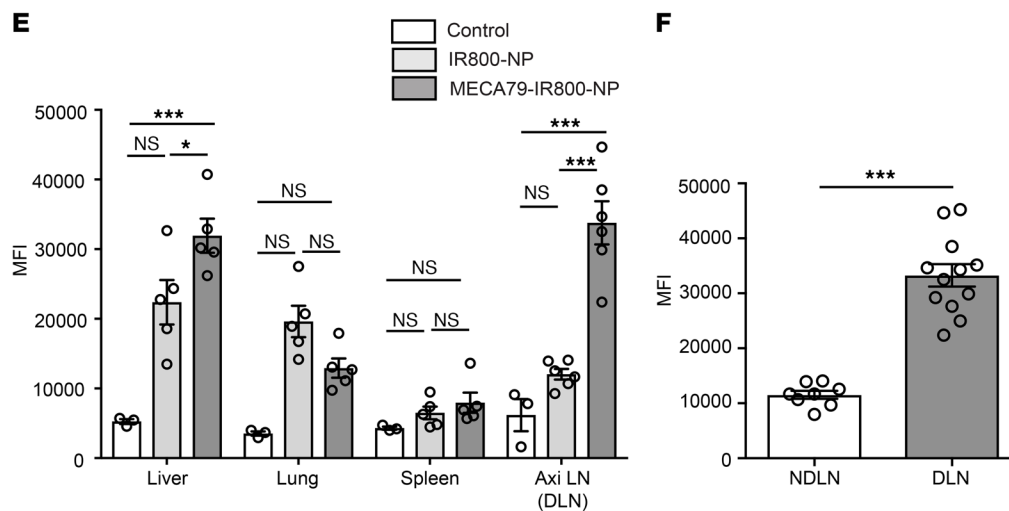 E
Control
IR800-NP
MECA79-IR800-NP
MFI
50000
40000
30000
20000
10000
0
***
NS
*
NS
NS
NS
NS
NS
NS
***
NS
***
Liver
Lung
Spleen
Axi LN
(DLN)
F
MFI
50000
40000
30000
20000
10000
0
***
NDLN
DLN